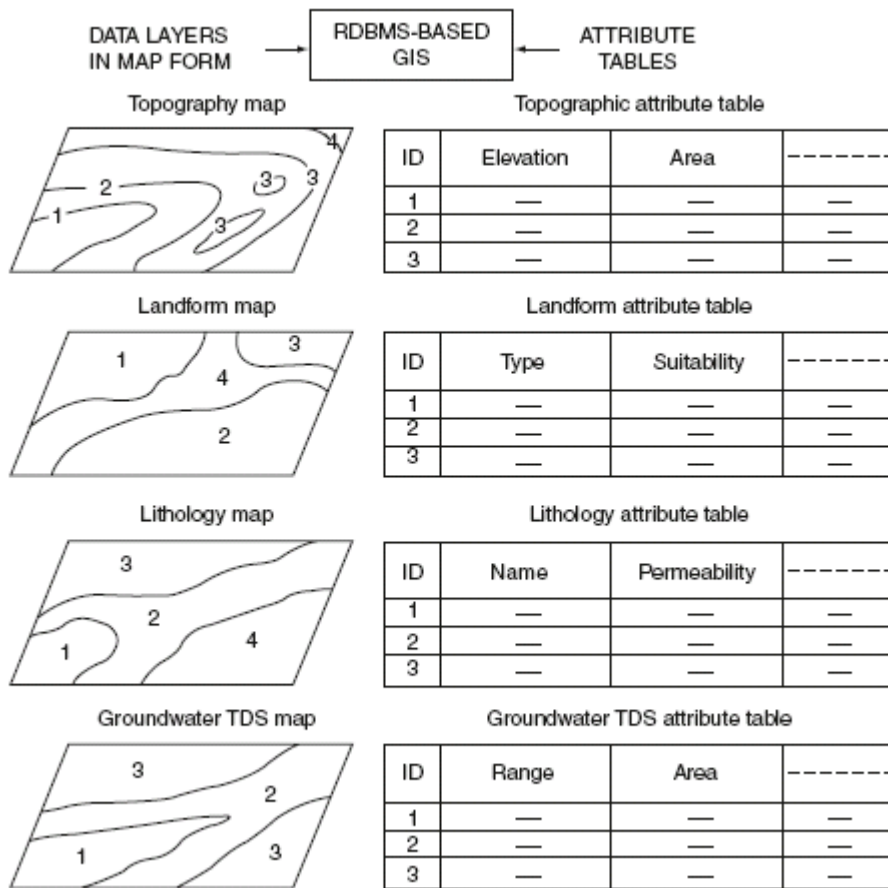 DATA LAYERS
IN MAP FORM
RDBMS-BASED
GIS
ATTRIBUTE
TABLES
Topography map
4
3
3
2
1
3
Topographic attribute table
ID Elevation Area
1 — — —
2 — — —
3 — — —
Landform map
1
3
4
2
Landform attribute table
ID Type Suitability
1 — — —
2 — — —
3 — — —
Lithology map
3
2
1
4
Lithology attribute table
ID Name Permeability
1 — — —
2 — — —
3 — — —
Groundwater TDS map
3
2
1
3
Groundwater TDS attribute table
ID Range Area
1 — — —
2 — — —
3 — — —